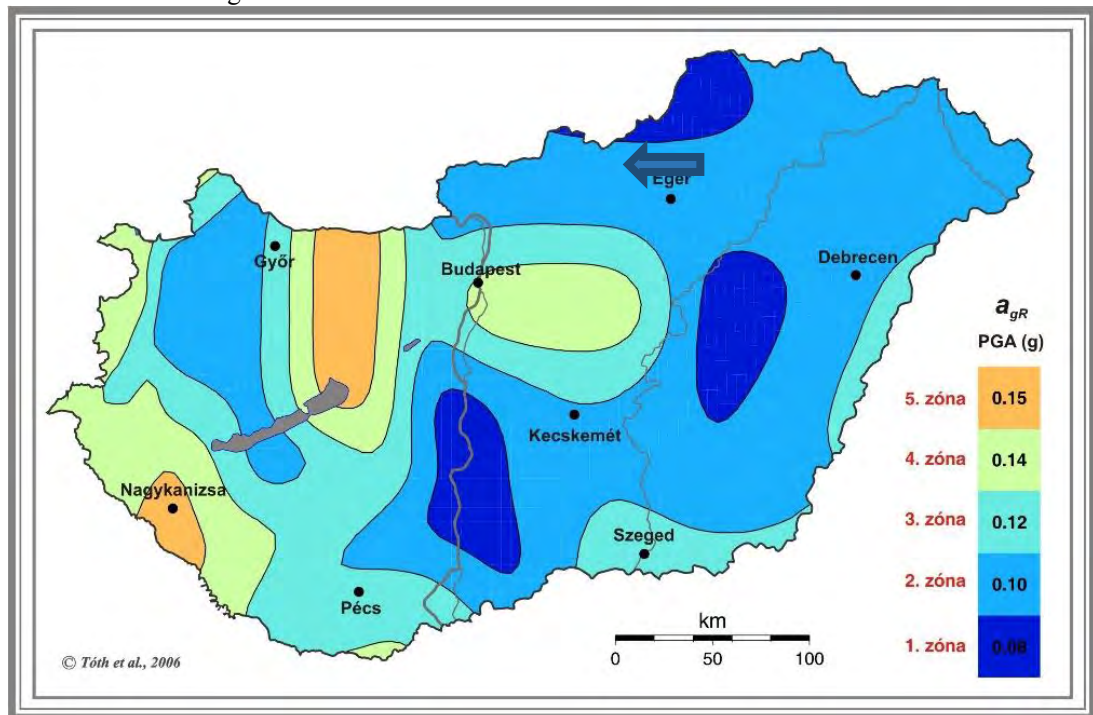 Eger
Győr
Budapest
Debrecen
Kecskemét
Nagykanizsa
Szeged
Pécs
km
0 50 100
a_gR
PGA (g)
5. zóna 0.15
4. zóna 0.14
3. zóna 0.12
2. zóna 0.10
1. zóna 0.08
© Tóth et al., 2006